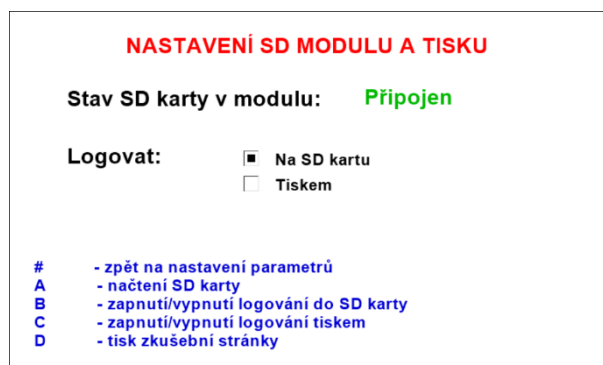 NASTAVENÍ SD MODULU A TISKU
Stav SD karty v modulu: Připojen
Logovat: Na SD kartu
Tiskem
# - zpět na nastavení parametrů
A - načtení SD karty
B - zapnutí/vypnutí logování do SD karty
C - zapnutí/vypnutí logování tiskem
D - tisk zkušební stránky